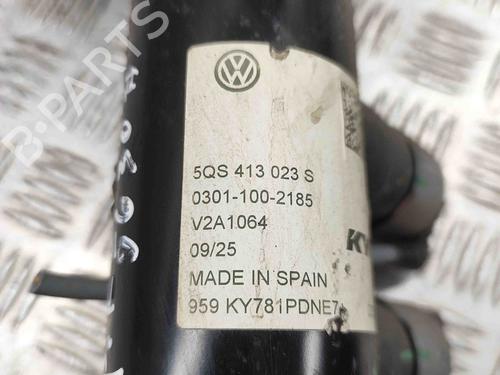 5QS 413 023 S
0301-100-2185
V2A1064
09/25
MADE IN SPAIN
959 KY781PDNE7
KY
B-PARTS